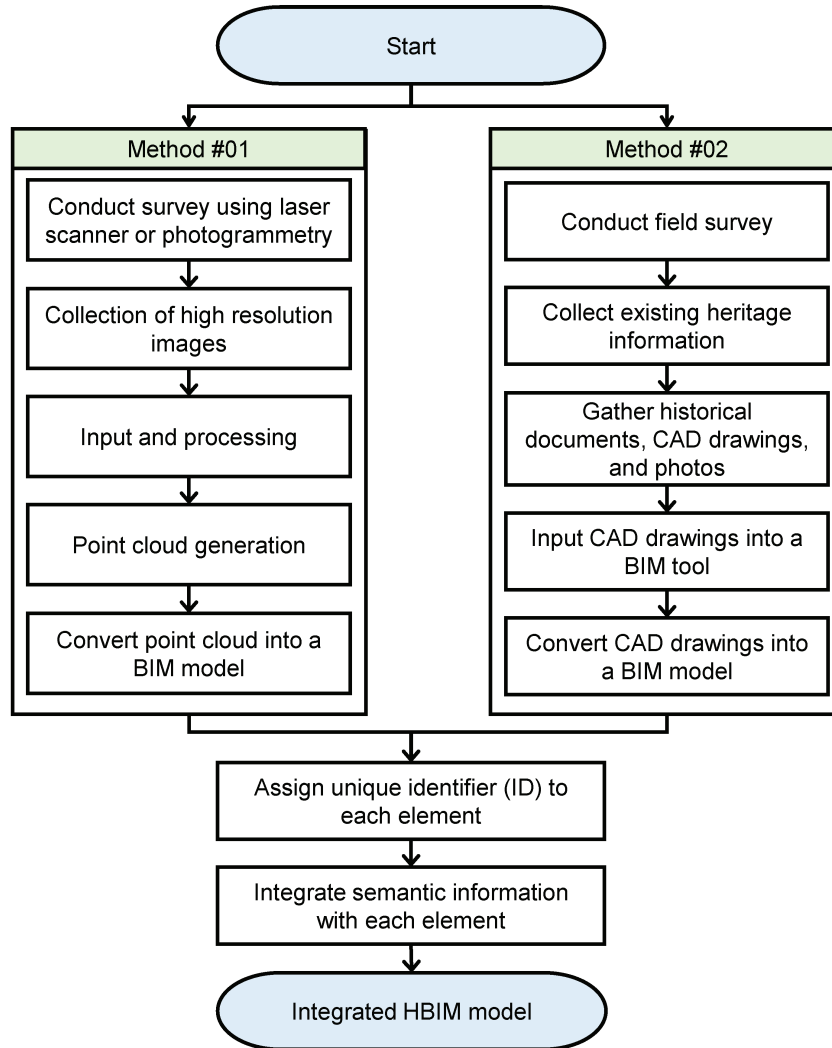 Start
Method #01
Conduct survey using laser
scanner or photogrammetry
Collection of high resolution
images
Input and processing
Point cloud generation
Convert point cloud into a
BIM model
Method #02
Conduct field survey
Collect existing heritage
information
Gather historical
documents, CAD drawings,
and photos
Input CAD drawings into a
BIM tool
Convert CAD drawings into
a BIM model
Assign unique identifier (ID) to
each element
Integrate semantic information
with each element
Integrated HBIM model